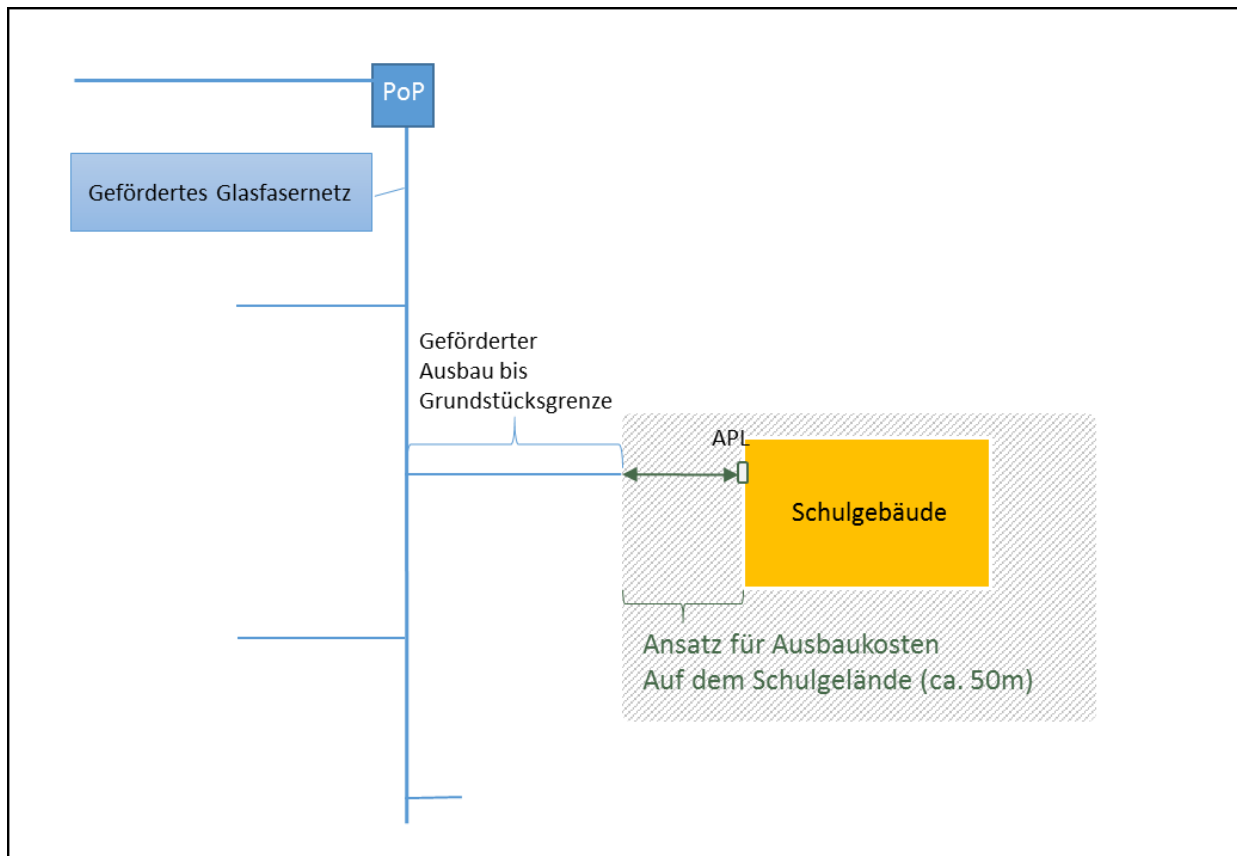 PoP
Gefördertes Glasfasernetz
Geförderter
Ausbau bis
Grundstücksgrenze
APL
Schulgebäude
Ansatz für Ausbaukosten
Auf dem Schulgelände (ca. 50m)